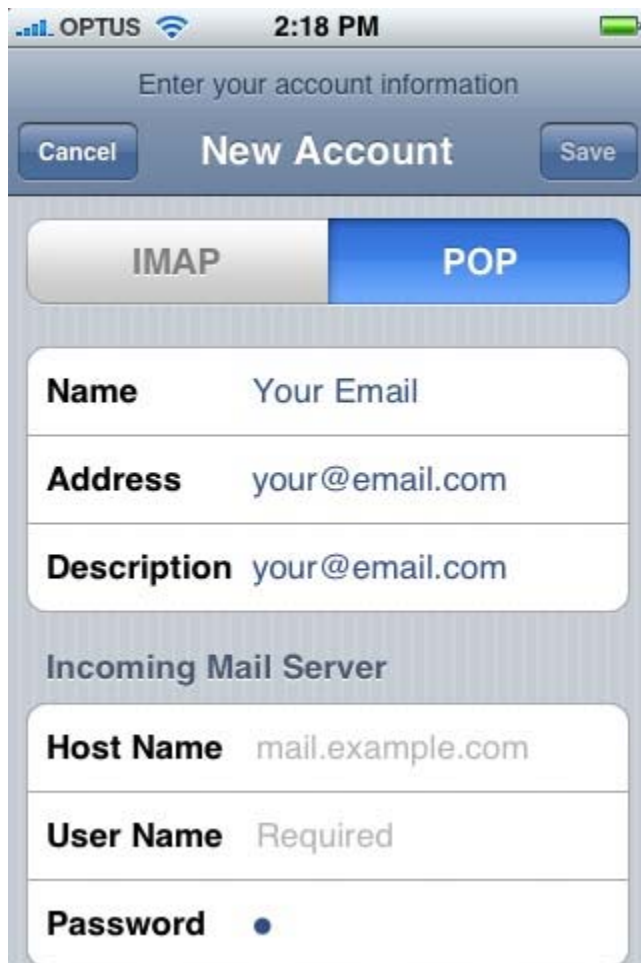 OPTUS 2:18 PM
Enter your account information
Cancel New Account Save
IMAP POP
Name Your Email
Address your@email.com
Description your@email.com
Incoming Mail Server
Host Name mail.example.com
User Name Required
Password